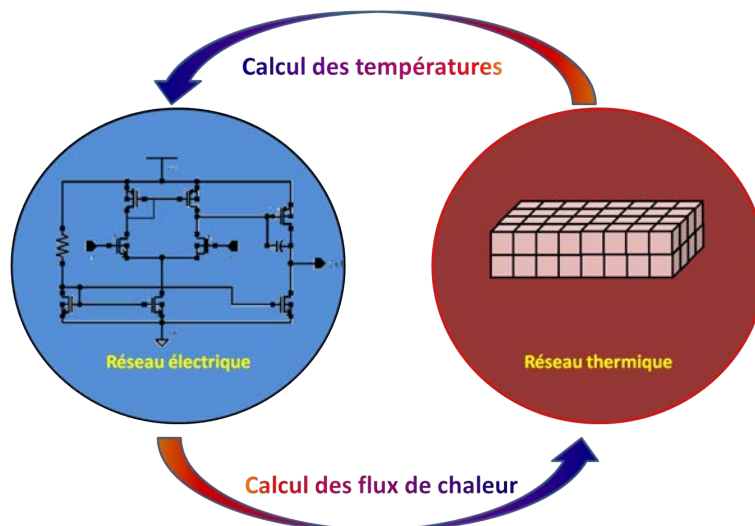 Calcul des températures
Réseau électrique
Réseau thermique
Calcul des flux de chaleur